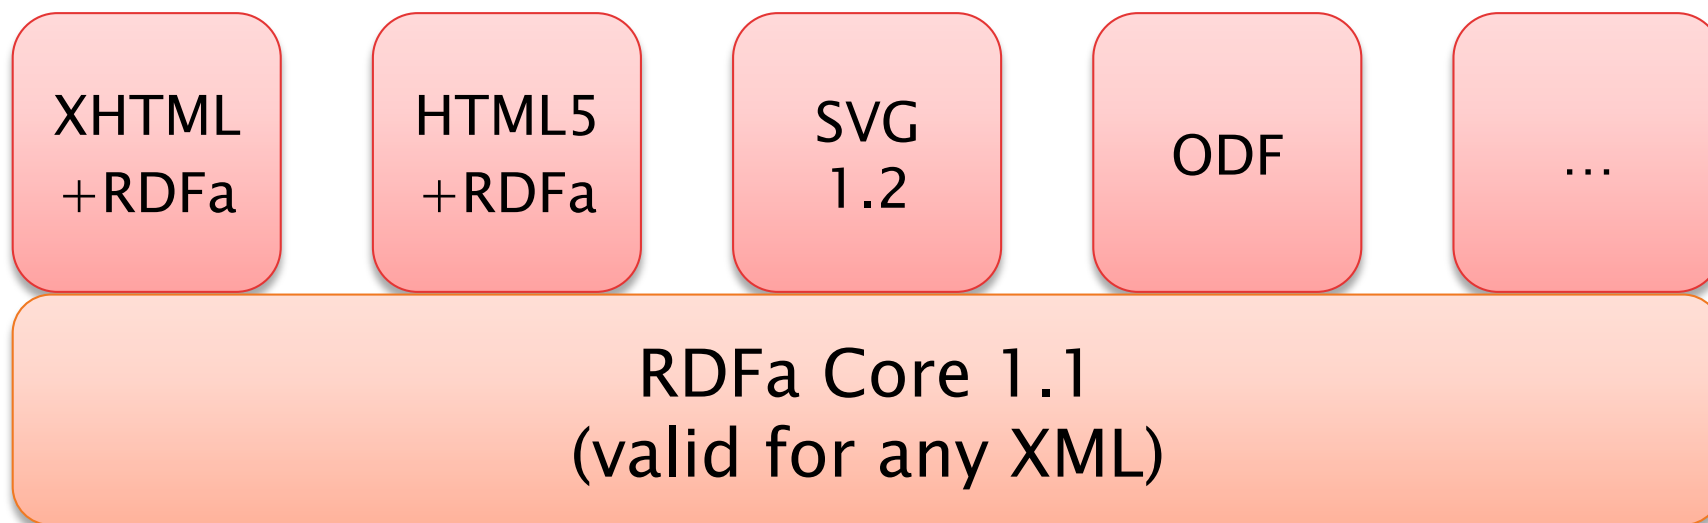 XHTML
+RDFa
HTML5
+RDFa
SVG
1.2
ODF
...
RDFa Core 1.1
(valid for any XML)